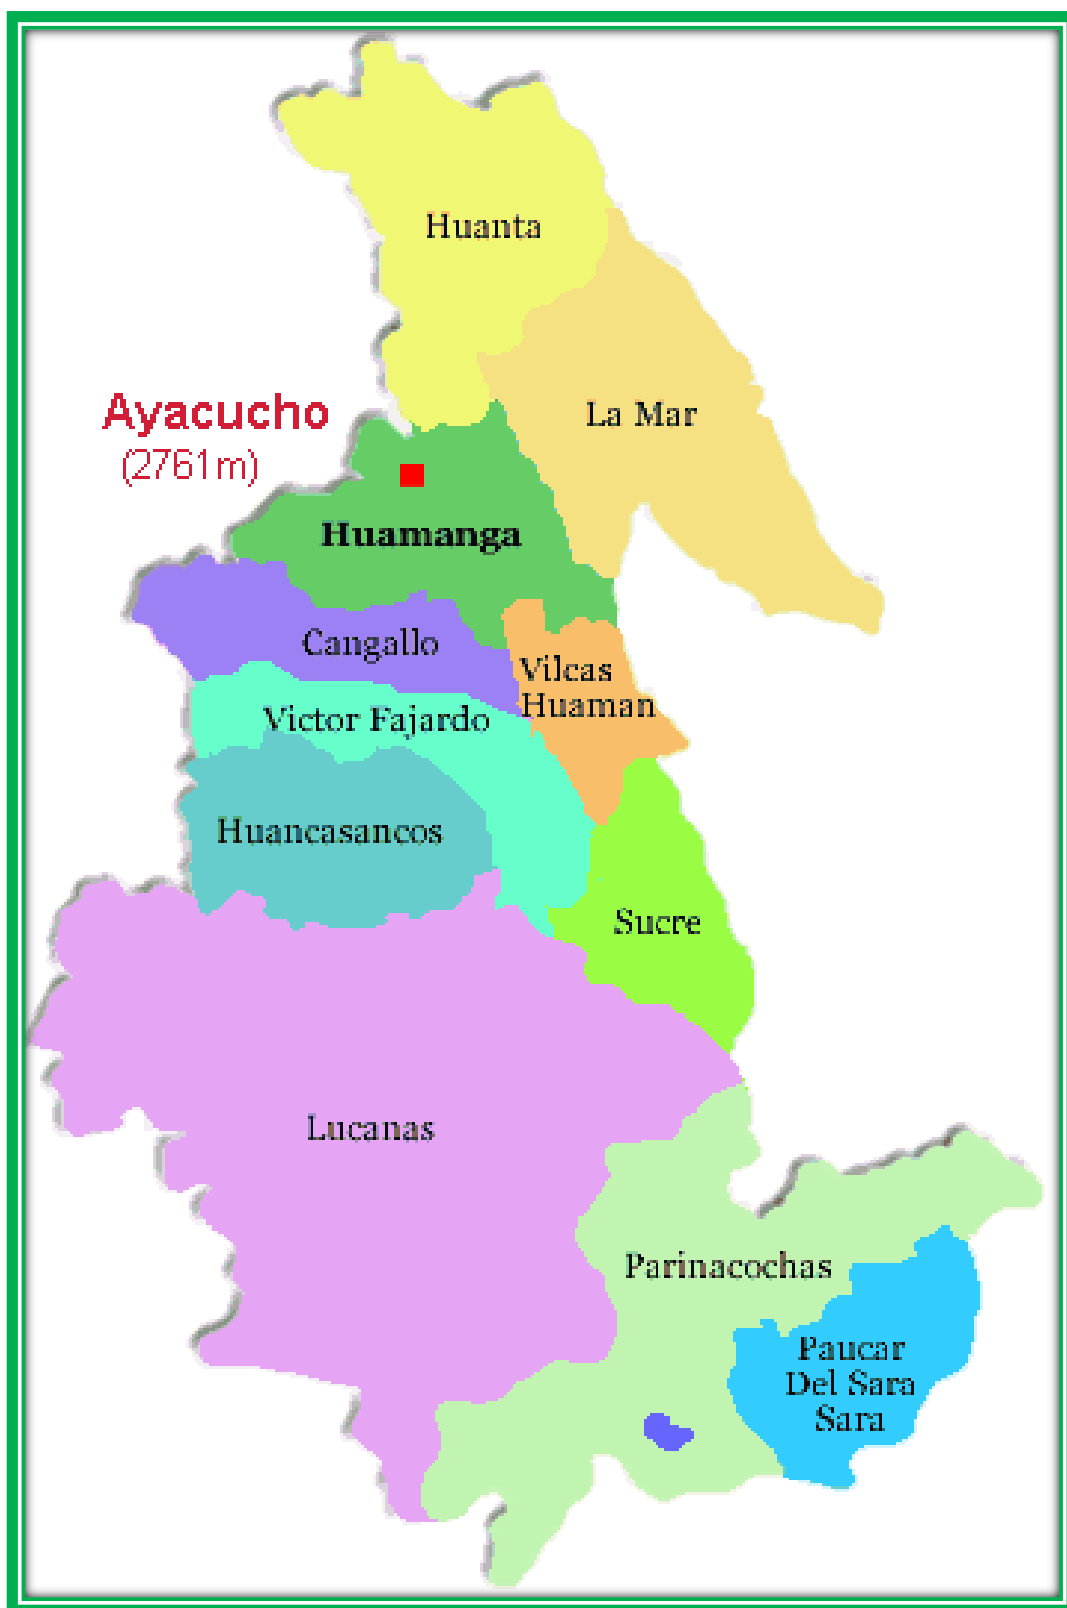 Huanta
La Mar
Ayacucho
(2761m)
Huamanga
Cangallo
Vilcas
Huaman
Victor Fajardo
Huancasancos
Sucre
Lucanas
Parinacochas
Paucar
Del Sara
Sara